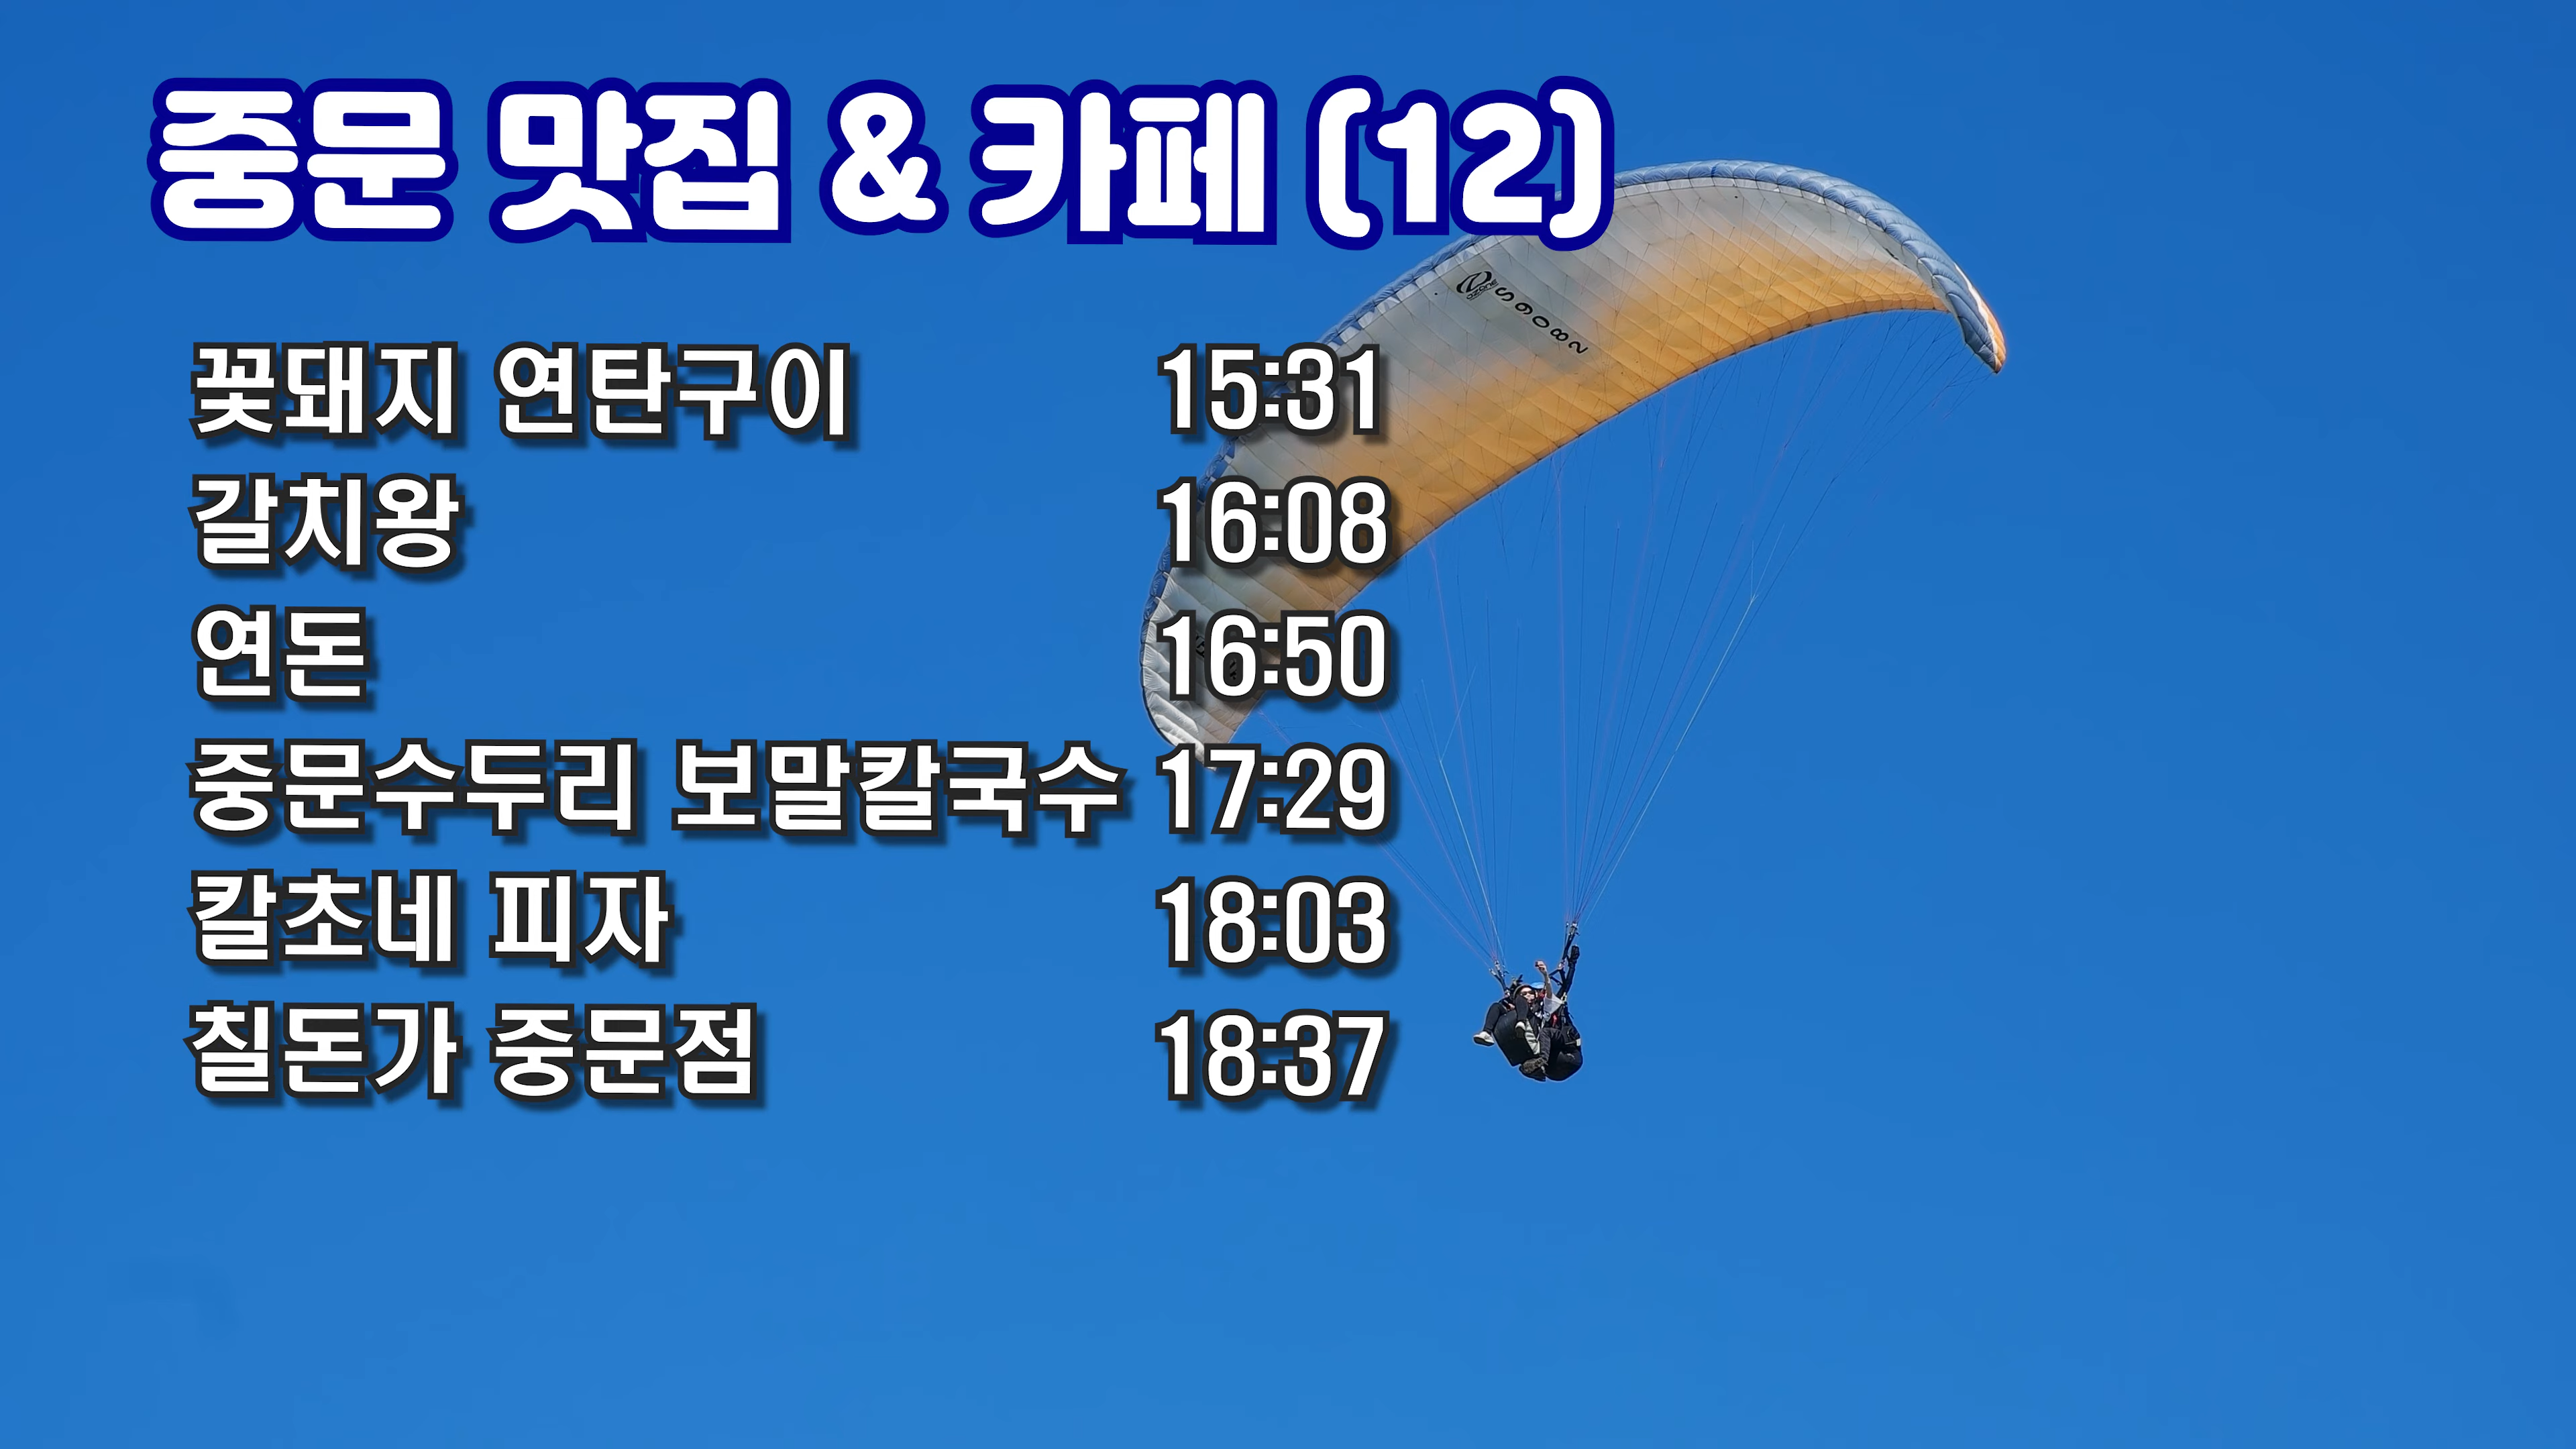 중문 맛집 & 카페 (12)
OZONE
S9082
꽃돼지 연탄구이 15:31
갈치왕 16:08
연돈 16:50
중문수두리 보말칼국수 17:29
칼초네 피자 18:03
칠돈가 중문점 18:37